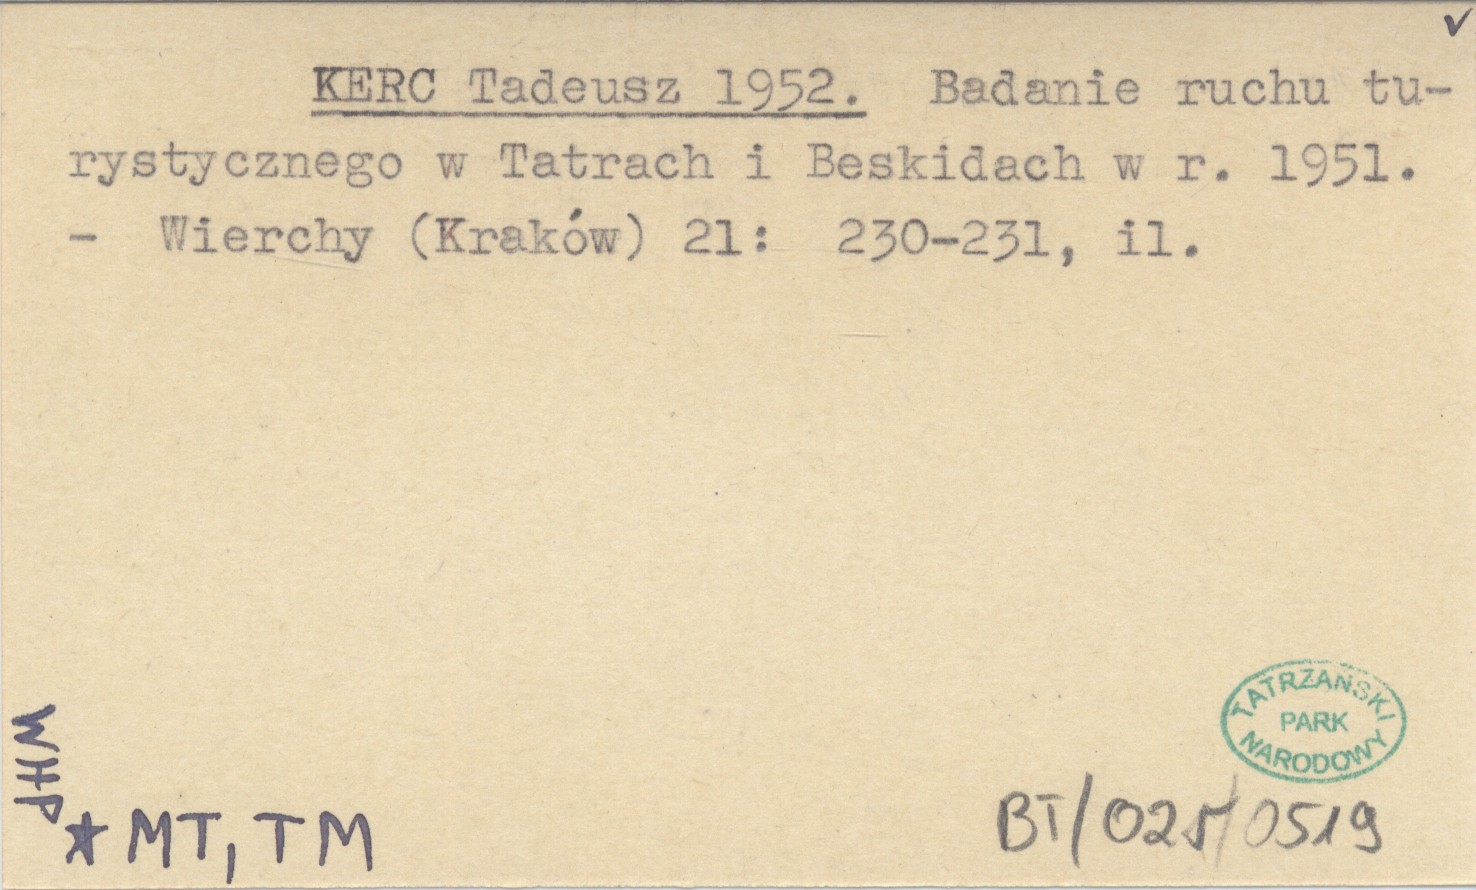 KERC Tadeusz 1952. Badanie ruchu tu-
rystycznego w Tatrach i Beskidach w r. 1951.
- Wierchy (Kraków) 21: 230-231, il.
TATRZAŃSKI
PARK
NARODOWY
WHP
★ MT, TM
BT/025/0519